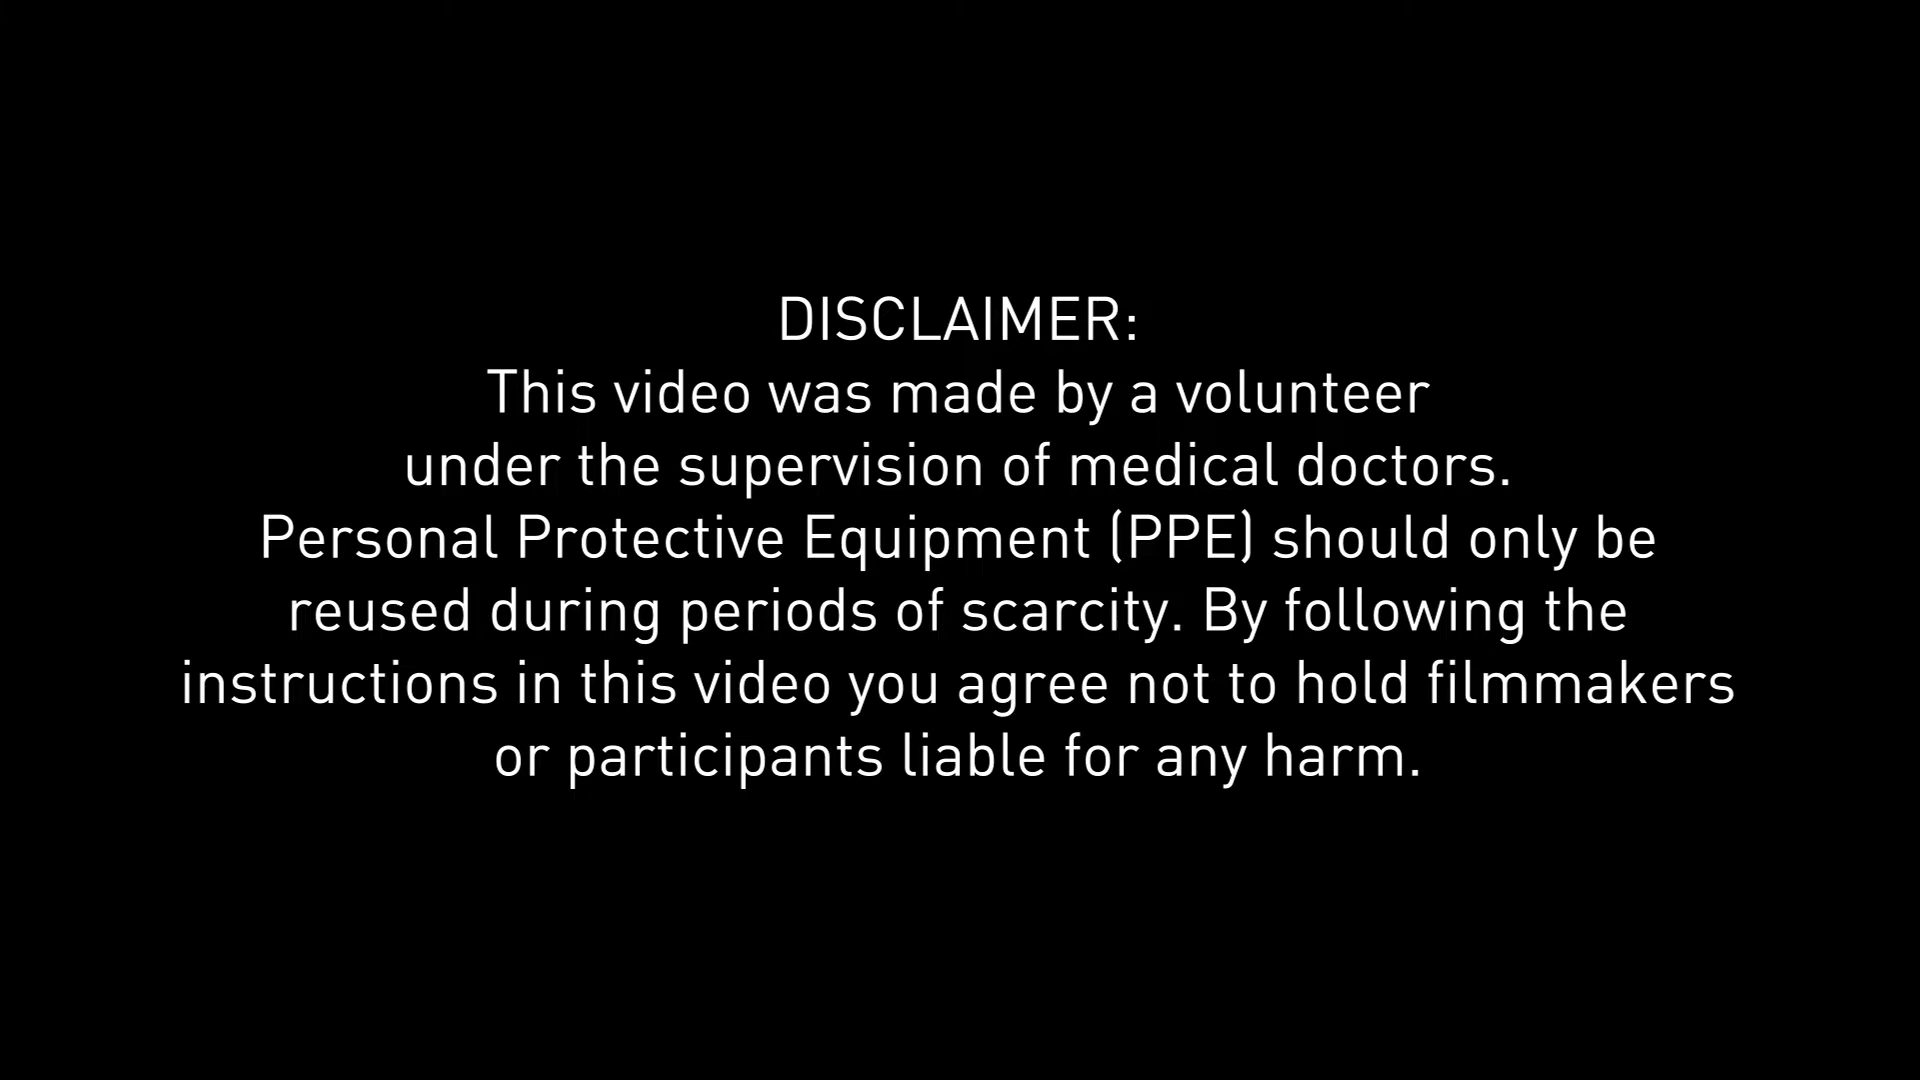 DISCLAIMER:
This video was made by a volunteer
under the supervision of medical doctors.
Personal Protective Equipment (PPE) should only be
reused during periods of scarcity. By following the
instructions in this video you agree not to hold filmmakers
or participants liable for any harm.